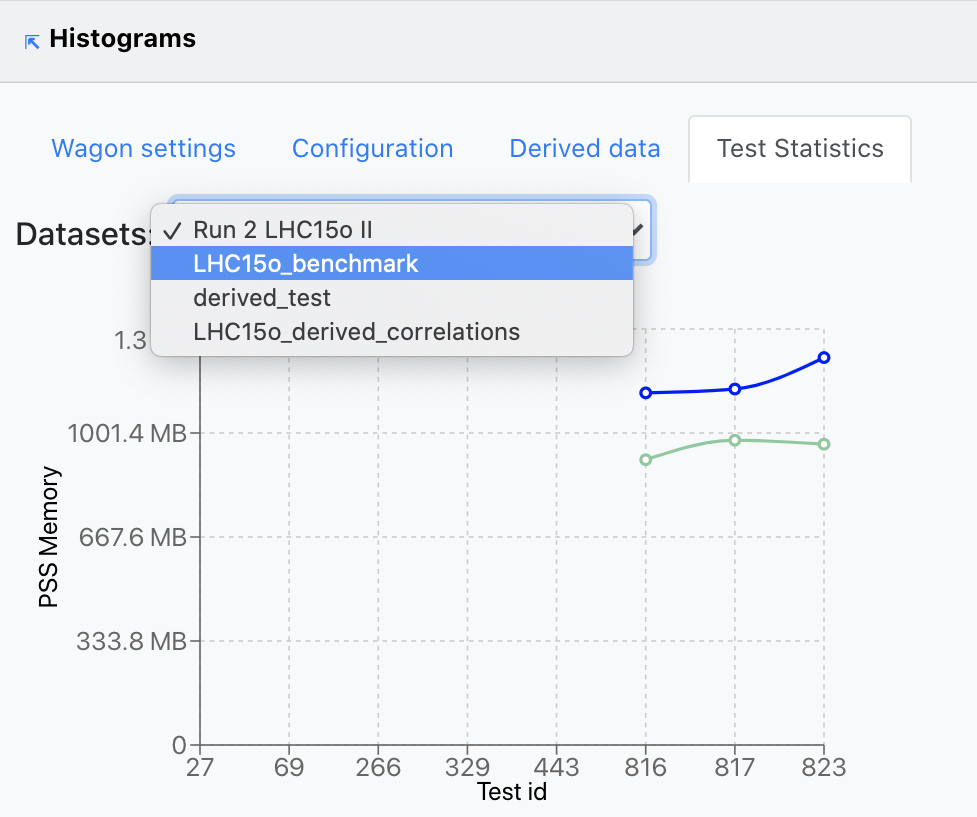 Histograms
Wagon settings Configuration Derived data Test Statistics
Datasets:
✓ Run 2 LHC15o II
LHC15o_benchmark
derived_test
LHC15o_derived_correlations
1.3
1001.4 MB
667.6 MB
333.8 MB
0
PSS Memory
27 69 266 329 443 816 817 823
Test id